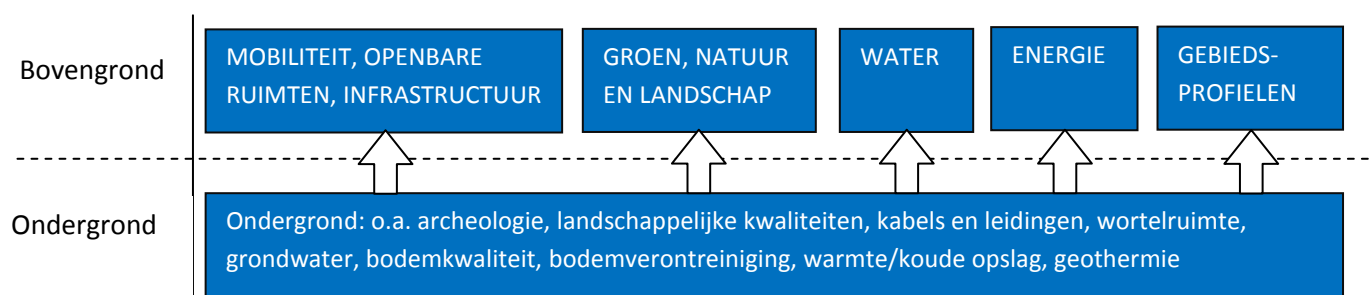 Bovengrond
MOBILITEIT, OPENBARE
RUIMTEN, INFRASTRUCTUUR
GROEN, NATUUR
EN LANDSCHAP
WATER
ENERGIE
GEBIEDS-
PROFIELEN
Ondergrond
Ondergrond: o.a. archeologie, landschappelijke kwaliteiten, kabels en leidingen, wortelruimte,
grondwater, bodemkwaliteit, bodemverontreiniging, warmte/koude opslag, geothermie